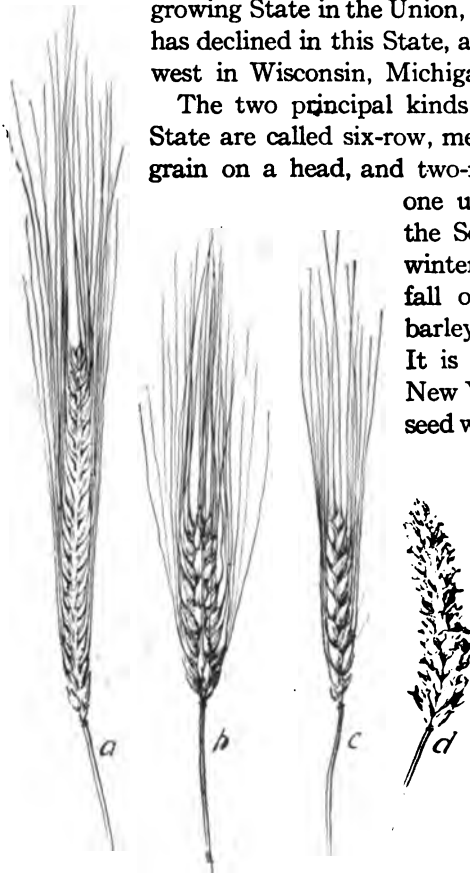 growing State in the Union,
has declined in this State, a
west in Wisconsin, Michiga
The two principal kinds
State are called six-row, me
grain on a head, and two-
one u
the S
winter
fall o
barley
It is
New Y
seed w
a
b
c
d